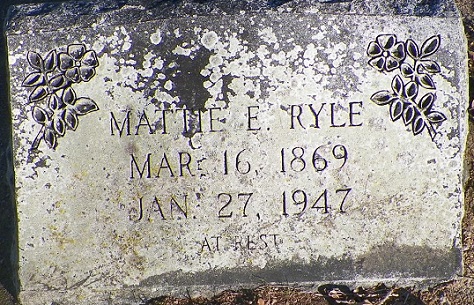 MATTIE E. RYLE
MAR. 16, 1869
JAN. 27, 1947
AT REST